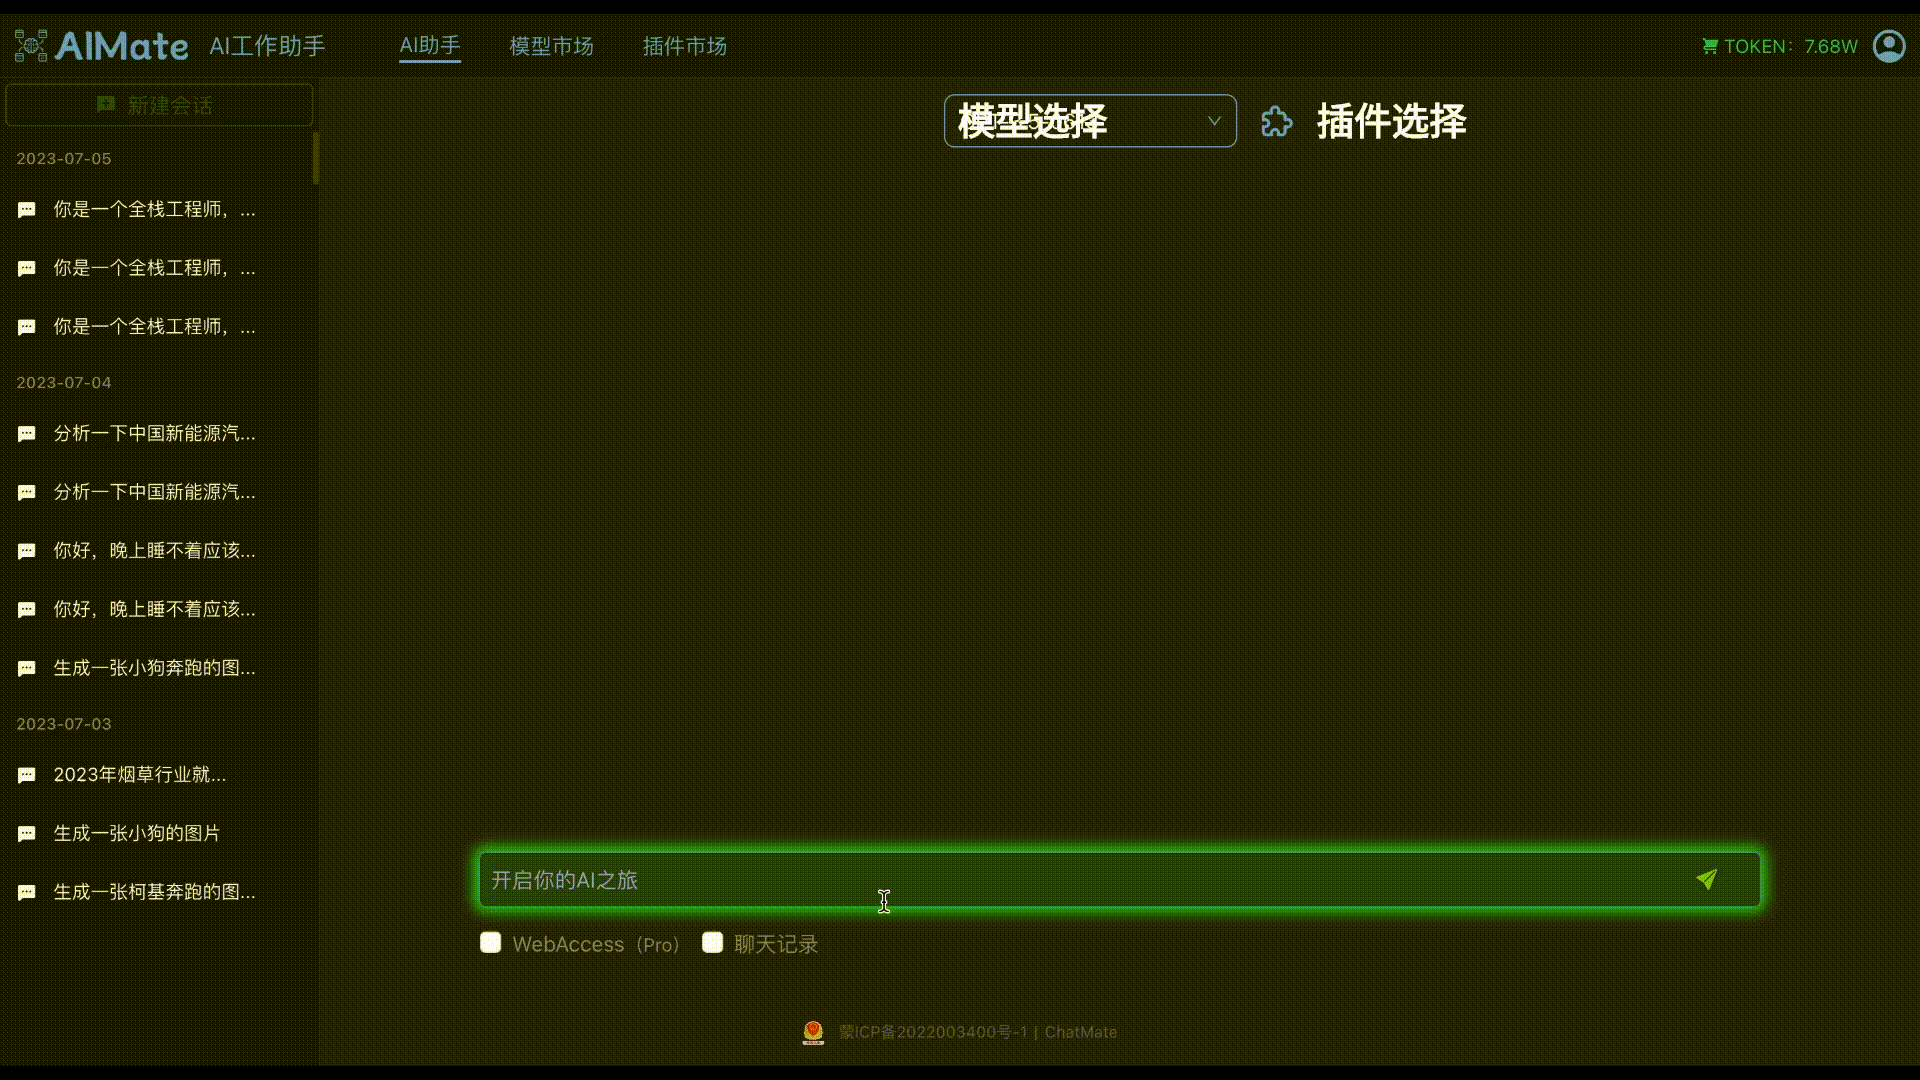 AIMate AI工作助手 AI助手 模型市场 插件市场 TOKEN：7.68W
新建会话
模型选择 插件选择
2023-07-05
你是一个全栈工程师，...
你是一个全栈工程师，...
你是一个全栈工程师，...
2023-07-04
分析一下中国新能源汽...
分析一下中国新能源汽...
你好，晚上睡不着应该...
你好，晚上睡不着应该...
生成一张小狗奔跑的图...
2023-07-03
2023年烟草行业就...
生成一张小狗的图片
生成一张柯基奔跑的图...
开启你的AI之旅
WebAccess（Pro） 聊天记录
蒙ICP备2022003400号-1 | ChatMate